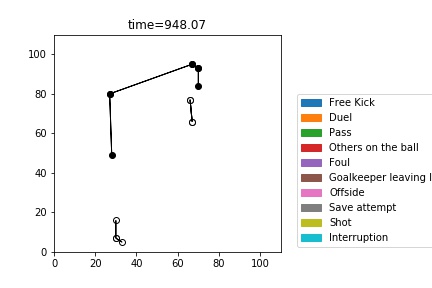 time=948.07
100
80
60
40
20
0
0 20 40 60 80 100
Free Kick
Duel
Pass
Others on the ball
Foul
Goalkeeper leaving l
Offside
Save attempt
Shot
Interruption